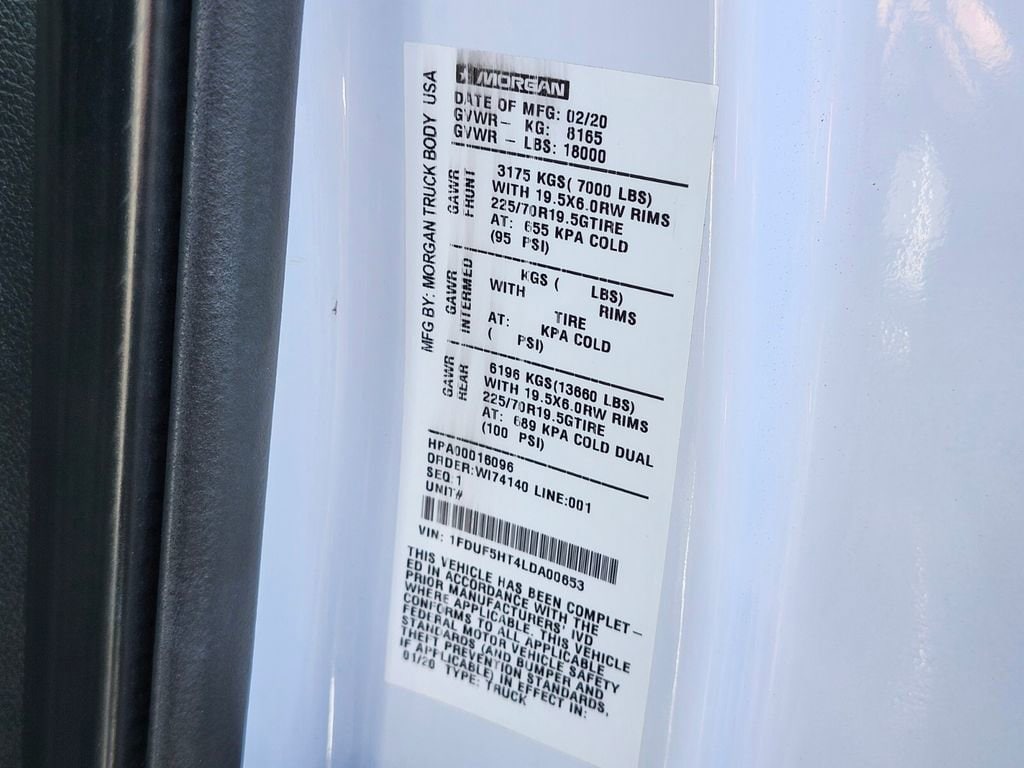 MORGAN
DATE OF MFG: 02/20
GVWR - KG: 8165
GVWR - LBS: 18000
MFG BY: MORGAN TRUCK BODY USA
GAWR
FRUNT
3175 KGS( 7000 LBS)
WITH 19.5X6.0RW RIMS
225/70R19.5GTIRE
AT: 655 KPA COLD
(95 PSI)
GAWR
INTERMED
KGS ( LBS)
WITH RIMS
TIRE
AT: KPA COLD
( PSI)
GAWR
REAR
6196 KGS(13660 LBS)
WITH 19.5X6.0RW RIMS
225/70R19.5GTIRE
AT: 689 KPA COLD DUAL
(100 PSI)
HPA00016096
ORDER:WI74140 LINE:001
SEQ:1
UNIT#
VIN: 1FDUF5HT4LDA00653
THIS VEHICLE HAS BEEN COMPLET-
ED IN ACCORDANCE WITH THE
PRIOR MANUFACTURERS' IVD
WHERE APPLICABLE. THIS VEHICLE
CONFORMS TO ALL APPLICABLE
FEDERAL MOTOR VEHICLE SAFETY
STANDARDS (AND BUMPER AND
THEFT PREVENTION STANDARDS,
IF APPLICABLE) IN EFFECT IN:
01/20 TYPE: TRUCK